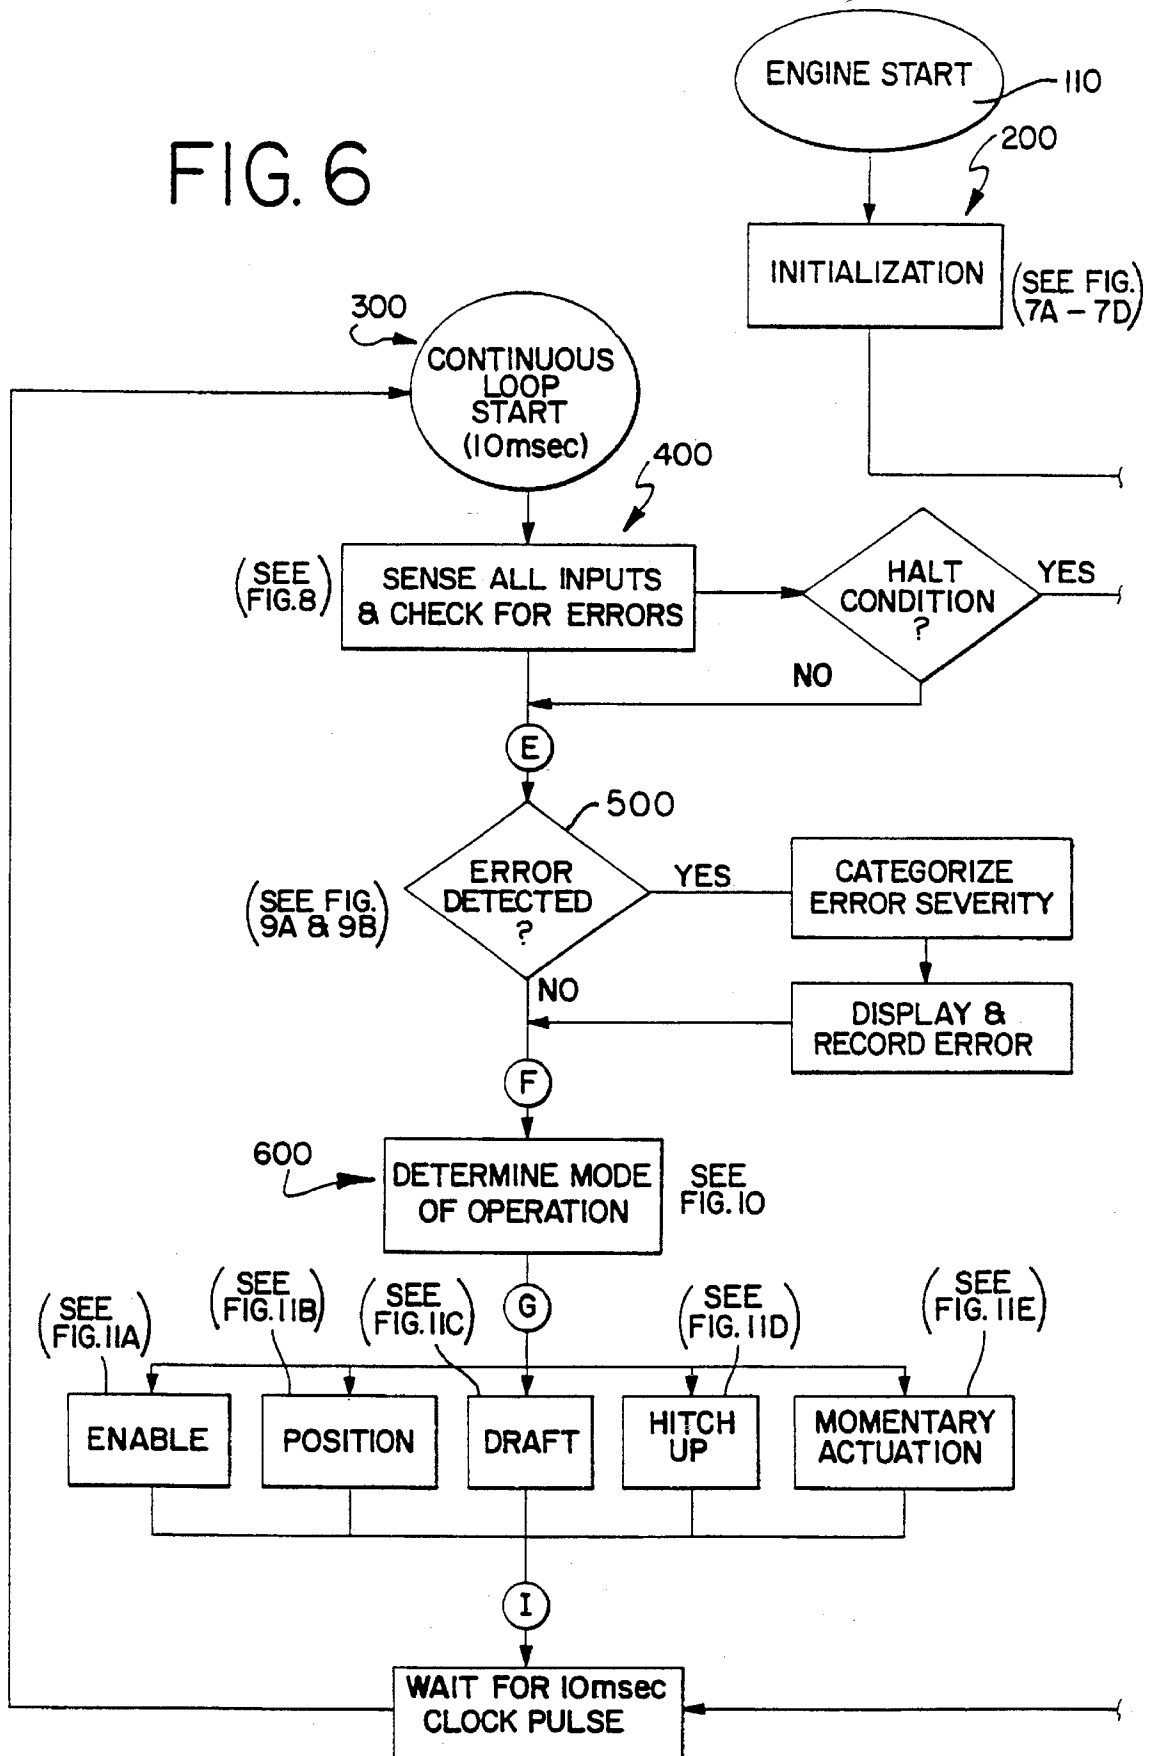 FIG. 6
ENGINE START
110
200
INITIALIZATION
(SEE FIG.
7A – 7D)
300
CONTINUOUS
LOOP
START
(10msec)
400
(SEE
FIG.8)
SENSE ALL INPUTS
& CHECK FOR ERRORS
HALT
CONDITION
?
YES
NO
E
500
ERROR
DETECTED
?
(SEE FIG.
9A & 9B)
YES
CATEGORIZE
ERROR SEVERITY
NO
DISPLAY &
RECORD ERROR
F
600
DETERMINE MODE
OF OPERATION
SEE
FIG.10
G
(SEE
FIG.11A)
(SEE
FIG.11B)
(SEE
FIG.11C)
(SEE
FIG.11D)
(SEE
FIG.11E)
ENABLE
POSITION
DRAFT
HITCH
UP
MOMENTARY
ACTUATION
I
WAIT FOR 10msec
CLOCK PULSE